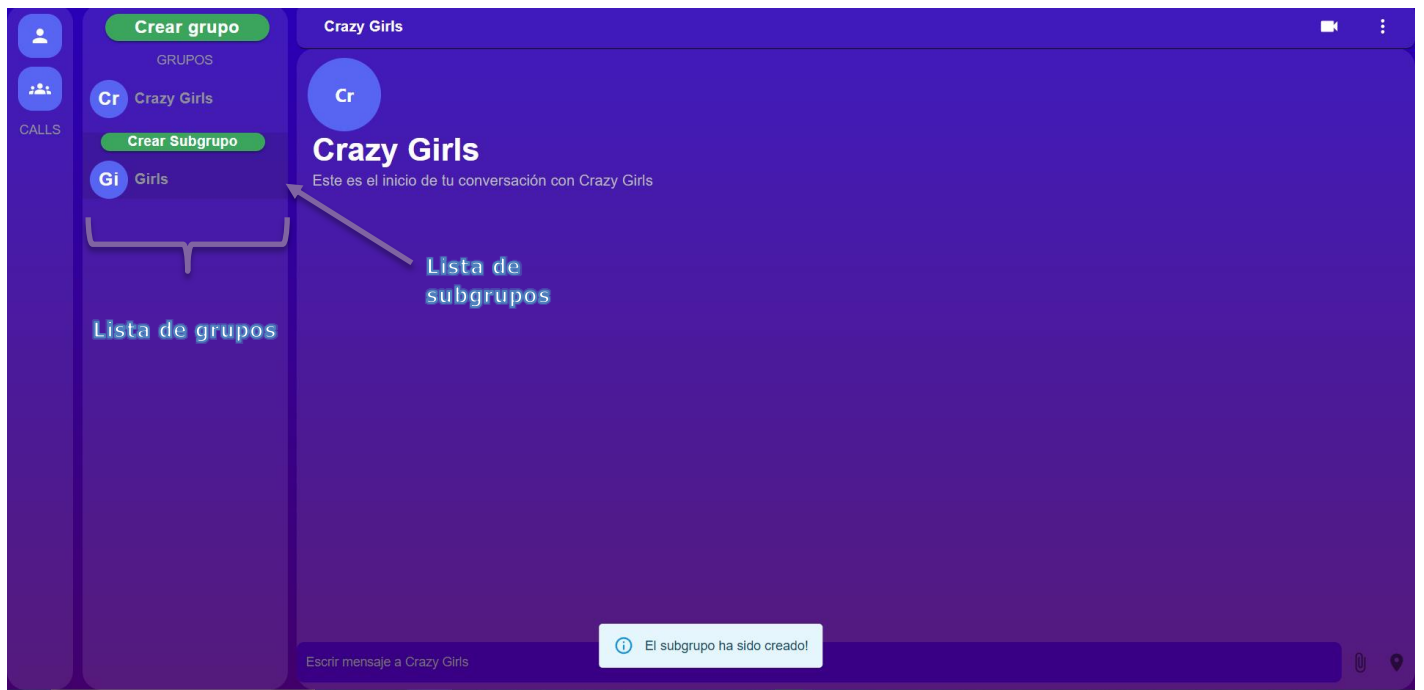 Crear grupo
GRUPOS
Cr Crazy Girls
CALLS
Crear Subgrupo
Gi Girls
Lista de grupos
Crazy Girls
Cr
Crazy Girls
Este es el inicio de tu conversación con Crazy Girls
Lista de
subgrupos
El subgrupo ha sido creado!
Escrir mensaje a Crazy Girls